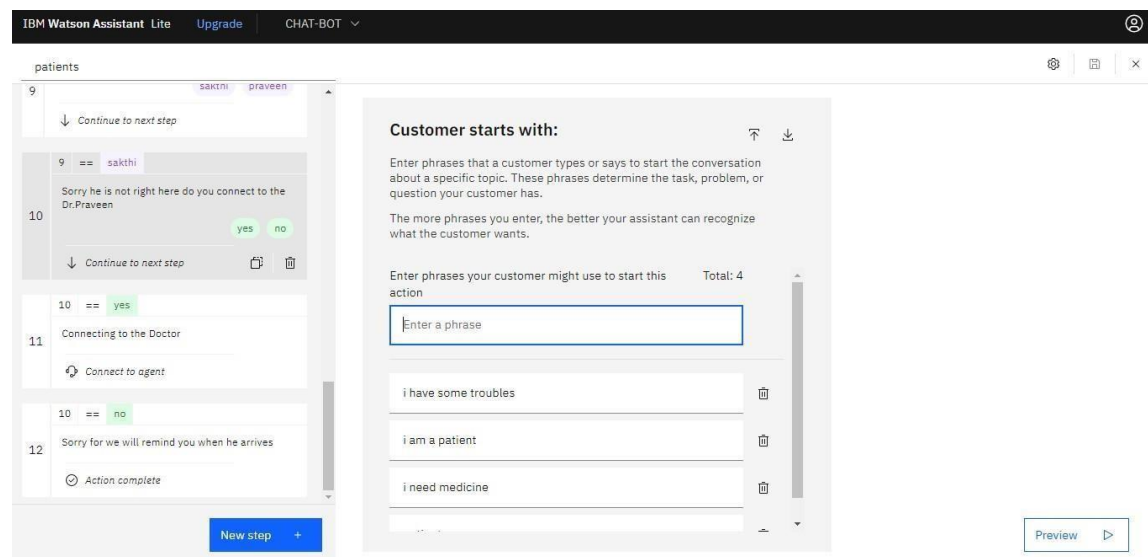 IBM Watson Assistant Lite Upgrade CHAT-BOT
patients
9
sakthi praveen
Continue to next step
9 == sakthi
Sorry he is not right here do you connect to the
Dr.Praveen
10
yes no
Continue to next step
10 == yes
Connecting to the Doctor
11
Connect to agent
10 == no
Sorry for we will remind you when he arrives
12
Action complete
New step +
Customer starts with:
Enter phrases that a customer types or says to start the conversation
about a specific topic. These phrases determine the task, problem, or
question your customer has.
The more phrases you enter, the better your assistant can recognize
what the customer wants.
Enter phrases your customer might use to start this Total: 4
action
Enter a phrase
i have some troubles
i am a patient
i need medicine
Preview